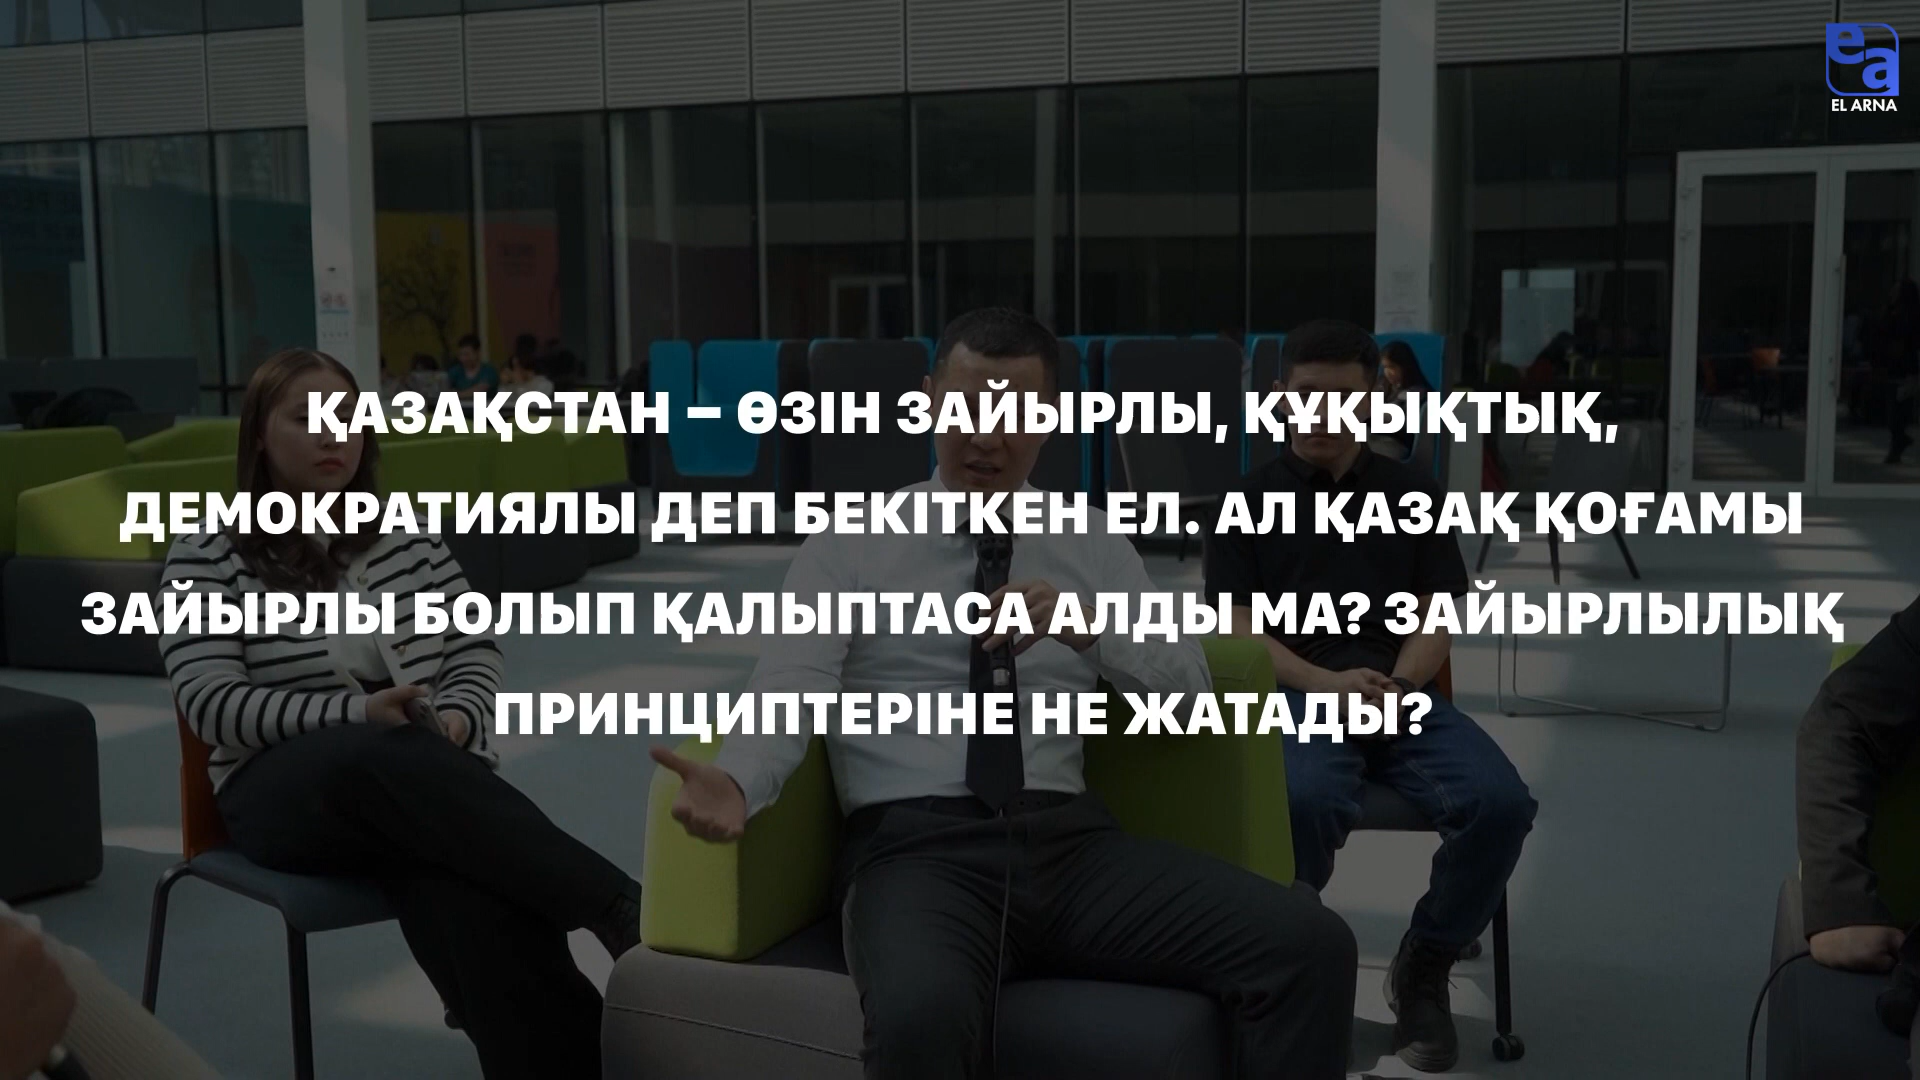 ea
EL ARNA
ҚАЗАҚСТАН – ӨЗІН ЗАЙЫРЛЫ, ҚҰҚЫҚТЫҚ,
ДЕМОКРАТИЯЛЫ ДЕП БЕКІТКЕН ЕЛ. АЛ ҚАЗАҚ ҚОҒАМЫ
ЗАЙЫРЛЫ БОЛЫП ҚАЛЫПТАСА АЛДЫ МА? ЗАЙЫРЛЫЛЫҚ
ПРИНЦИПТЕРІНЕ НЕ ЖАТАДЫ?